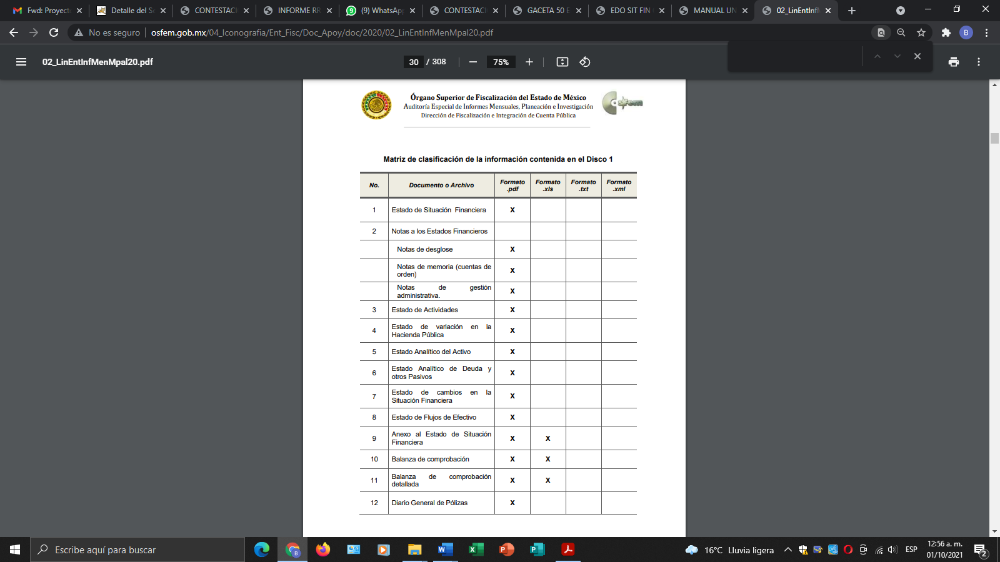 Fwd: Proyect
Detalle del Se
CONTESTACI
INFORME RR
(9) WhatsApp
CONTESTAC
GACETA 50 E
EDO SIT FIN
MANUAL UN
02_LinEntInfM
No es seguro | osfem.gob.mx/04_Iconografia/Ent_Fisc/Doc_Apoy/doc/2020/02_LinEntInfMenMpal20.pdf
B
02_LinEntInfMenMpal20.pdf
30 / 308
75%
Órgano Superior de Fiscalización del Estado de México
Auditoría Especial de Informes Mensuales, Planeación e Investigación
Dirección de Fiscalización e Integración de Cuenta Pública
osfem
Matriz de clasificación de la información contenida en el Disco 1
No. Documento o Archivo Formato .pdf Formato .xls Formato .txt Formato .xml
1 Estado de Situación Financiera X
2 Notas a los Estados Financieros
Notas de desglose X
Notas de memoria (cuentas de
orden) X
Notas de gestión
administrativa. X
3 Estado de Actividades X
4 Estado de variación en la
Hacienda Pública X
5 Estado Analítico del Activo X
6 Estado Analítico de Deuda y
otros Pasivos X
7 Estado de cambios en la
Situación Financiera X
8 Estado de Flujos de Efectivo X
9 Anexo al Estado de Situación
Financiera X X
10 Balanza de comprobación X X
11 Balanza de comprobación
detallada X X
12 Diario General de Pólizas X
Escribe aquí para buscar
16°C Lluvia ligera
ESP
12:56 a. m.
01/10/2021
2